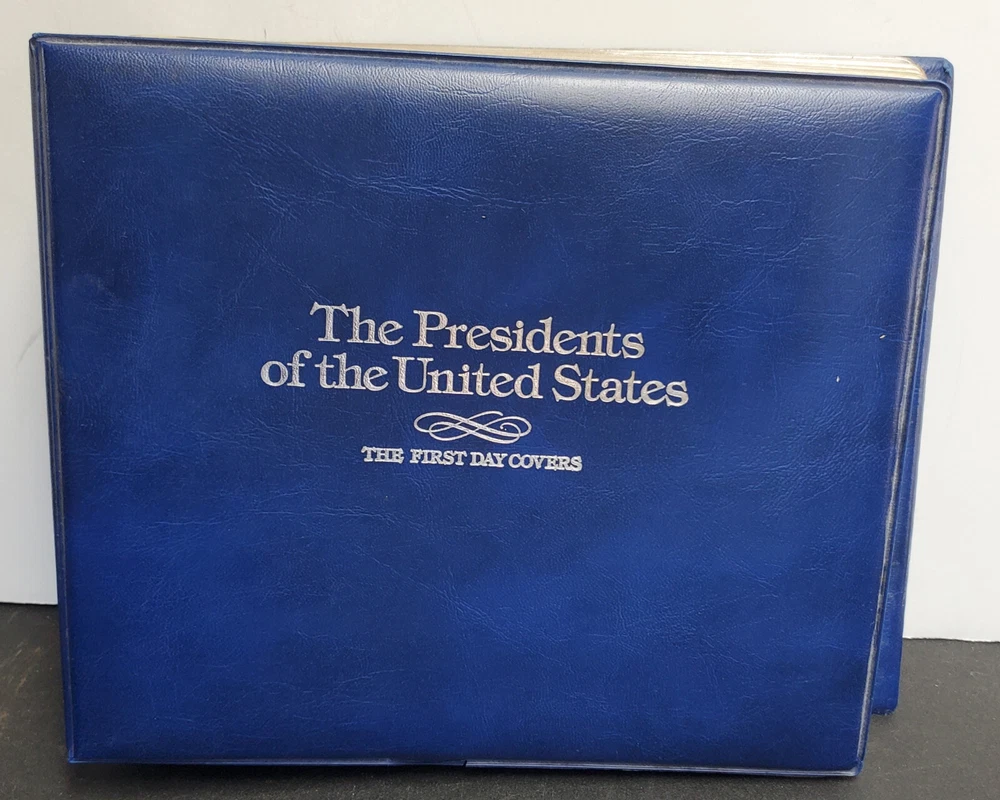 The Presidents
of the United States
THE FIRST DAY COVERS